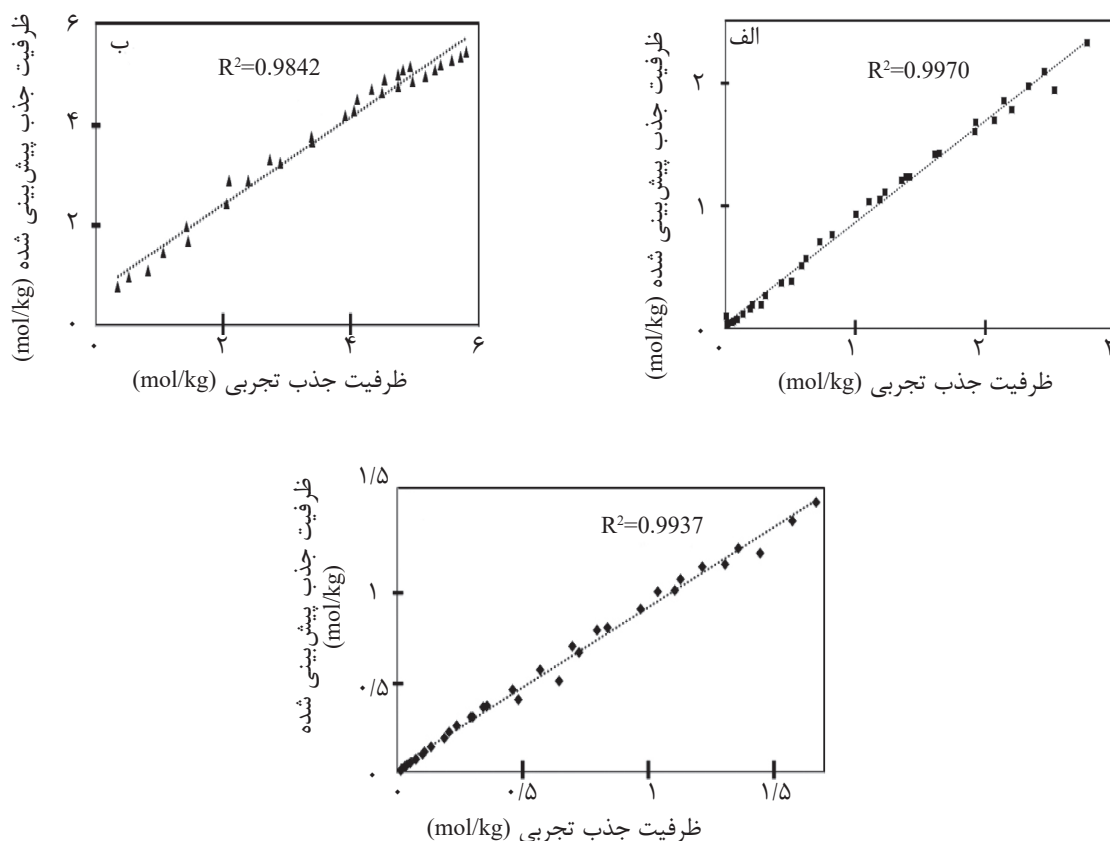 الف
R²=0.9970
ظرفیت جذب پیش‌بینی شده (mol/kg)
۲
۱
۰
۰
۱
۲
ظرفیت جذب تجربی (mol/kg)
ب
R²=0.9842
ظرفیت جذب پیش‌بینی شده (mol/kg)
۶
۴
۲
۰
۰
۲
۴
۶
ظرفیت جذب تجربی (mol/kg)
R²=0.9937
ظرفیت جذب پیش‌بینی شده
(mol/kg)
۱/۵
۱
۰/۵
۰
۰
۰/۵
۱
۱/۵
ظرفیت جذب تجربی (mol/kg)